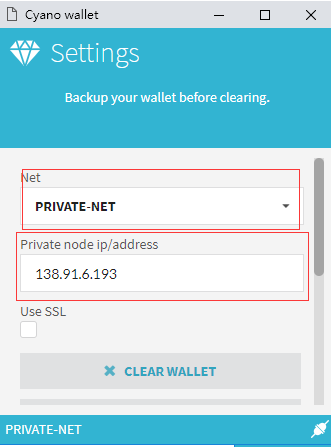 Cyano wallet
Settings
Backup your wallet before clearing.
Net
PRIVATE-NET
Private node ip/address
138.91.6.193
Use SSL
CLEAR WALLET
PRIVATE-NET